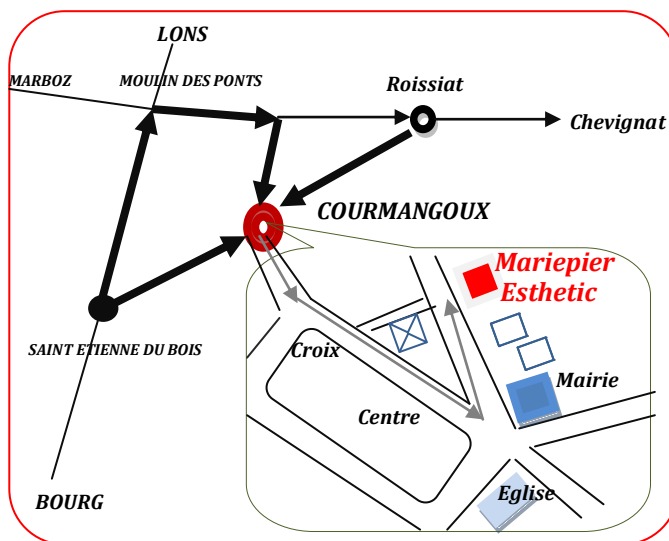 LONS
MARBOZ
MOULIN DES PONTS
Roissiat
Chevignat
COURMANGOUX
Mariepier
Esthetic
SAINT ETIENNE DU BOIS
Croix
Mairie
Centre
Eglise
BOURG